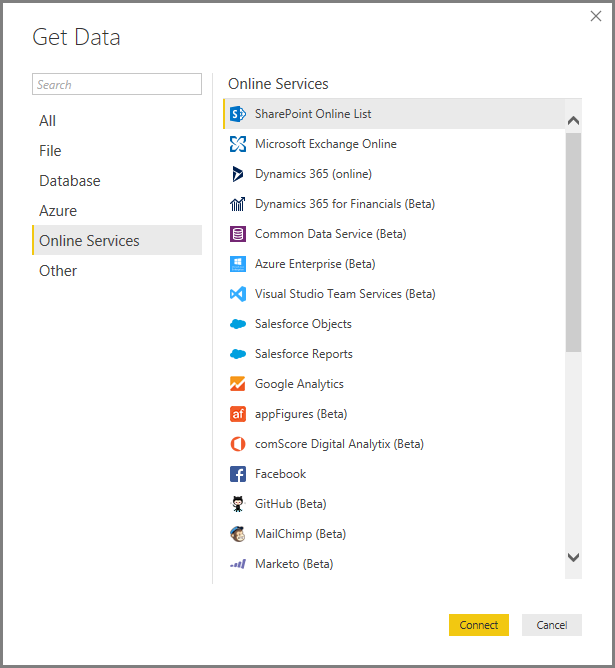 Get Data
Search
All
File
Database
Azure
Online Services
Other
Online Services
SharePoint Online List
Microsoft Exchange Online
Dynamics 365 (online)
Dynamics 365 for Financials (Beta)
Common Data Service (Beta)
Azure Enterprise (Beta)
Visual Studio Team Services (Beta)
Salesforce Objects
Salesforce Reports
Google Analytics
af appFigures (Beta)
comScore Digital Analytix (Beta)
Facebook
GitHub (Beta)
MailChimp (Beta)
Marketo (Beta)
Connect Cancel